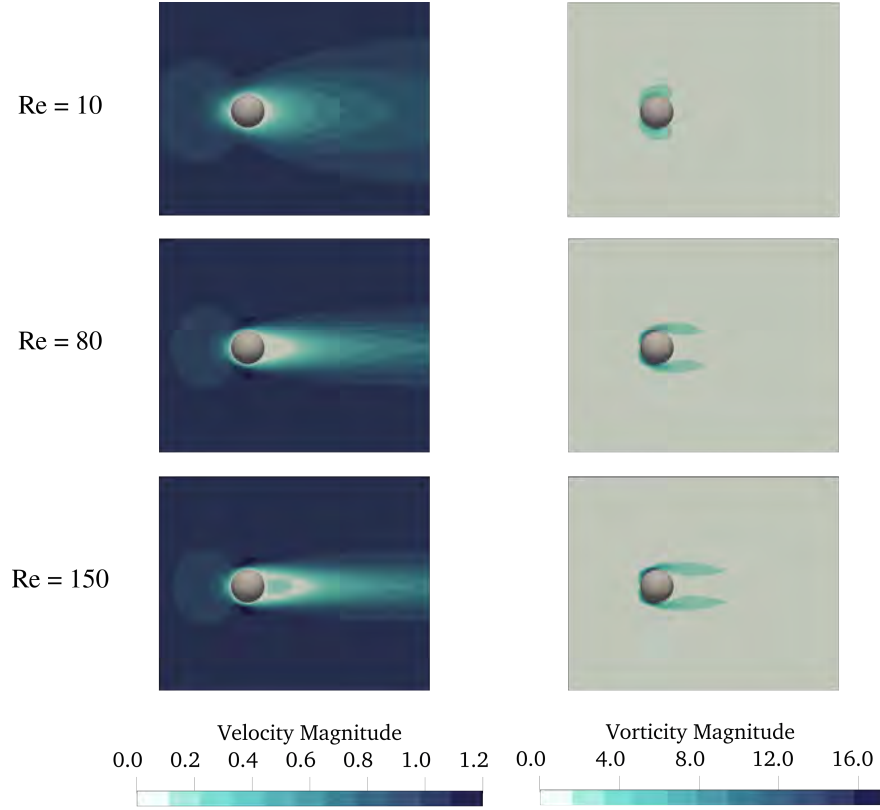 Re = 10
Re = 80
Re = 150
Velocity Magnitude
0.0 0.2 0.4 0.6 0.8 1.0 1.2
Vorticity Magnitude
0.0 4.0 8.0 12.0 16.0